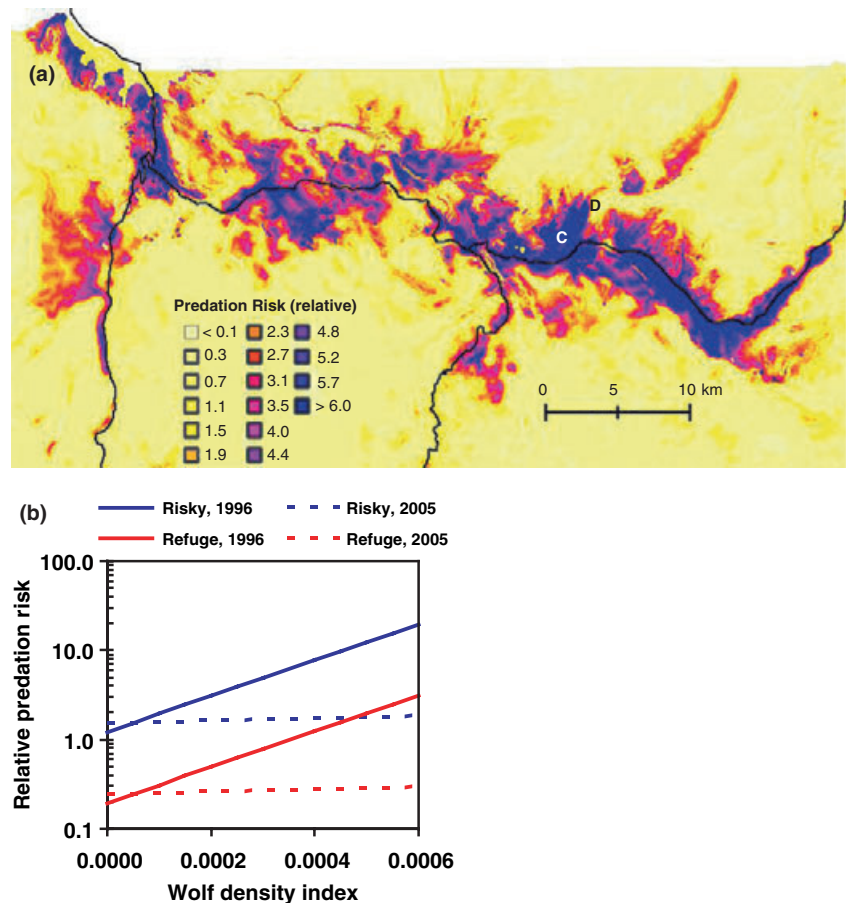 (a)
D
C
Predation Risk (relative)
< 0.1 2.3 4.8
0.3 2.7 5.2
0.7 3.1 5.7
1.1 3.5 > 6.0
1.5 4.0
1.9 4.4
0 5 10 km
(b)
Risky, 1996 Risky, 2005
Refuge, 1996 Refuge, 2005
Relative predation risk
100.0
10.0
1.0
0.1
0.0000 0.0002 0.0004 0.0006
Wolf density index